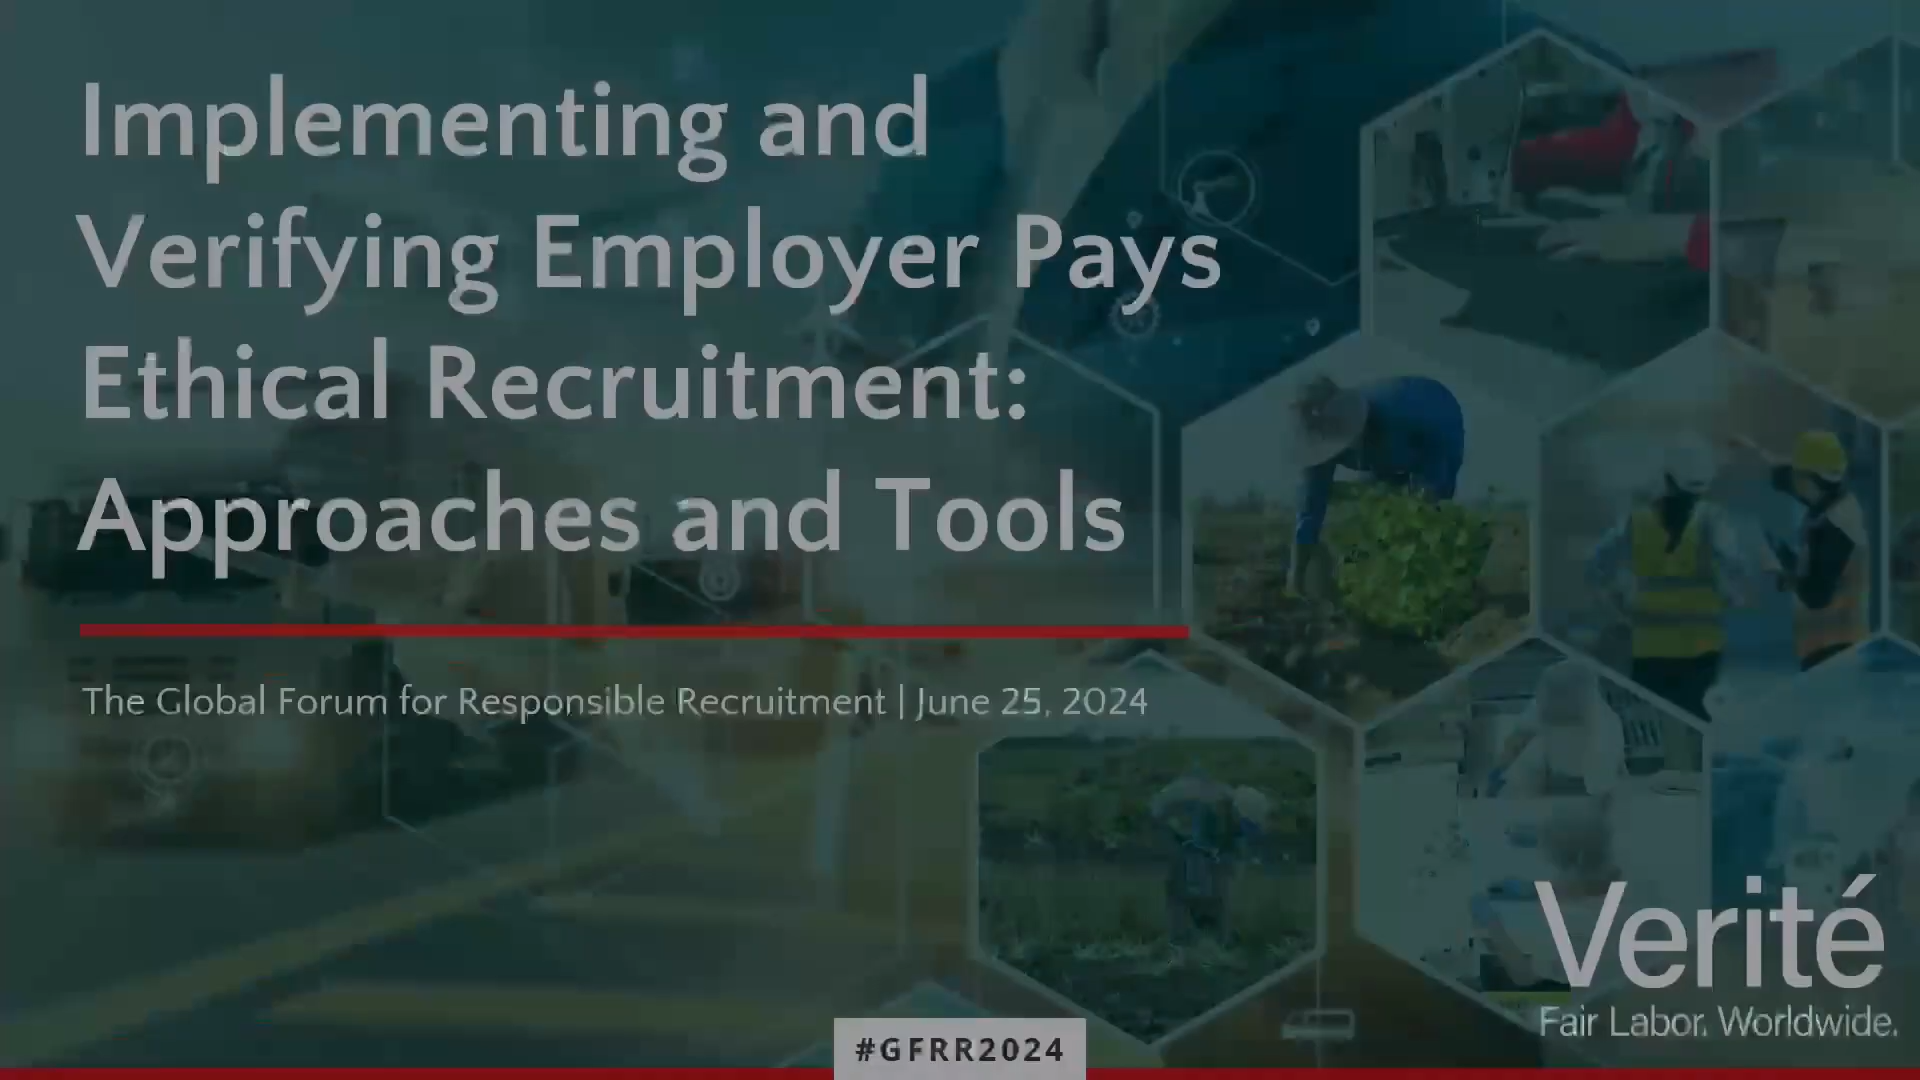 Implementing and
Verifying Employer Pays
Ethical Recruitment:
Approaches and Tools
The Global Forum for Responsible Recruitment | June 25, 2024
Verité
Fair Labor. Worldwide.
#GFRR2024